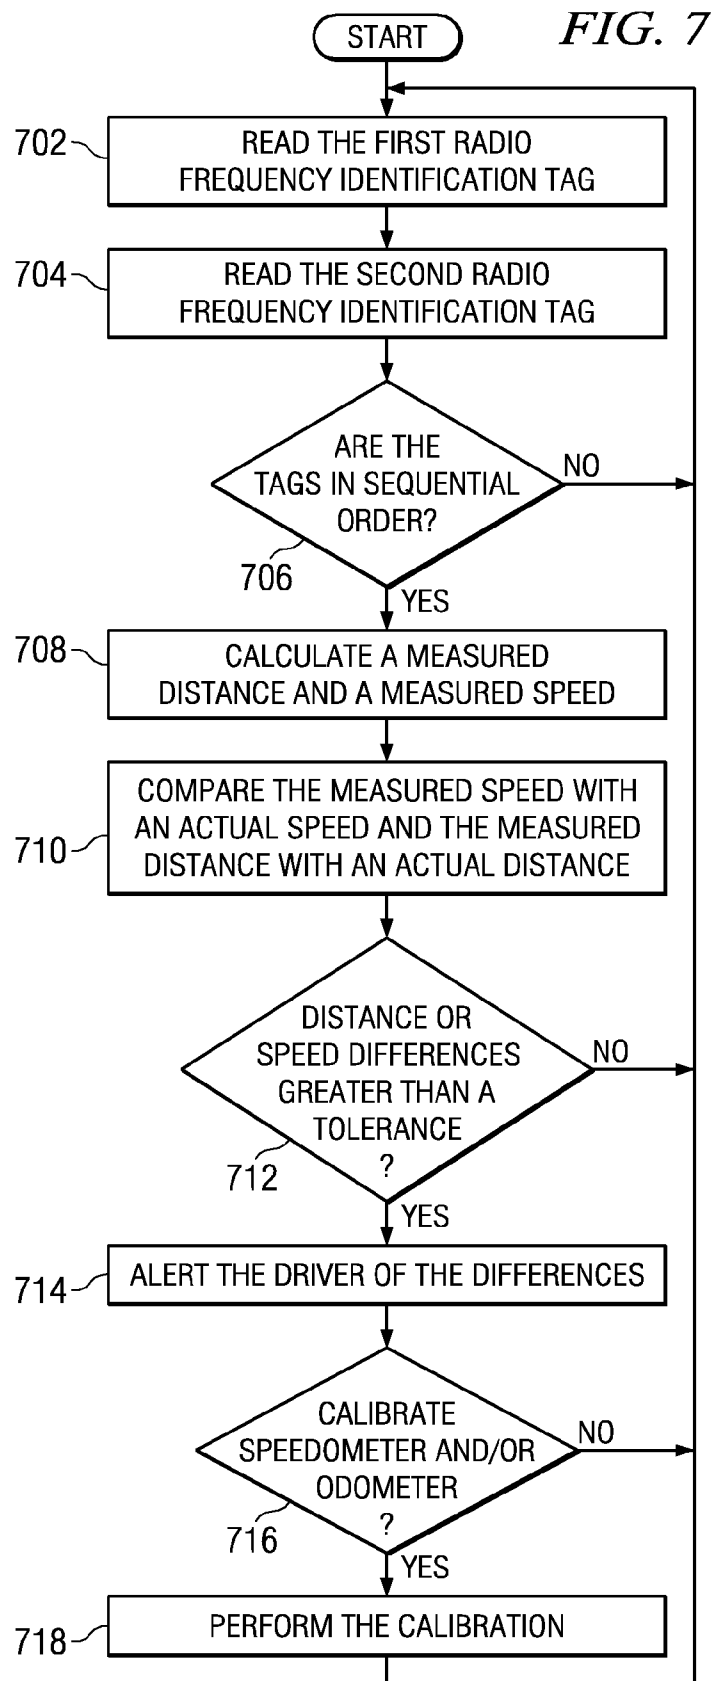 START
FIG. 7
702
READ THE FIRST RADIO
FREQUENCY IDENTIFICATION TAG
704
READ THE SECOND RADIO
FREQUENCY IDENTIFICATION TAG
ARE THE
TAGS IN SEQUENTIAL
ORDER?
NO
706
YES
708
CALCULATE A MEASURED
DISTANCE AND A MEASURED SPEED
710
COMPARE THE MEASURED SPEED WITH
AN ACTUAL SPEED AND THE MEASURED
DISTANCE WITH AN ACTUAL DISTANCE
DISTANCE OR
SPEED DIFFERENCES
GREATER THAN A
TOLERANCE
?
NO
712
YES
714
ALERT THE DRIVER OF THE DIFFERENCES
CALIBRATE
SPEEDOMETER AND/OR
ODOMETER
?
NO
716
YES
718
PERFORM THE CALIBRATION